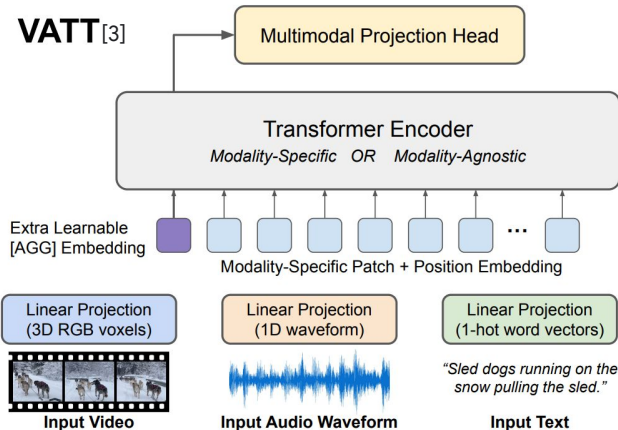 VATT[3]
Multimodal Projection Head
Transformer Encoder
Modality-Specific OR Modality-Agnostic
Extra Learnable
[AGG] Embedding
...
Modality-Specific Patch + Position Embedding
Linear Projection
(3D RGB voxels)
Linear Projection
(1D waveform)
Linear Projection
(1-hot word vectors)
“Sled dogs running on the
snow pulling the sled.”
Input Video
Input Audio Waveform
Input Text